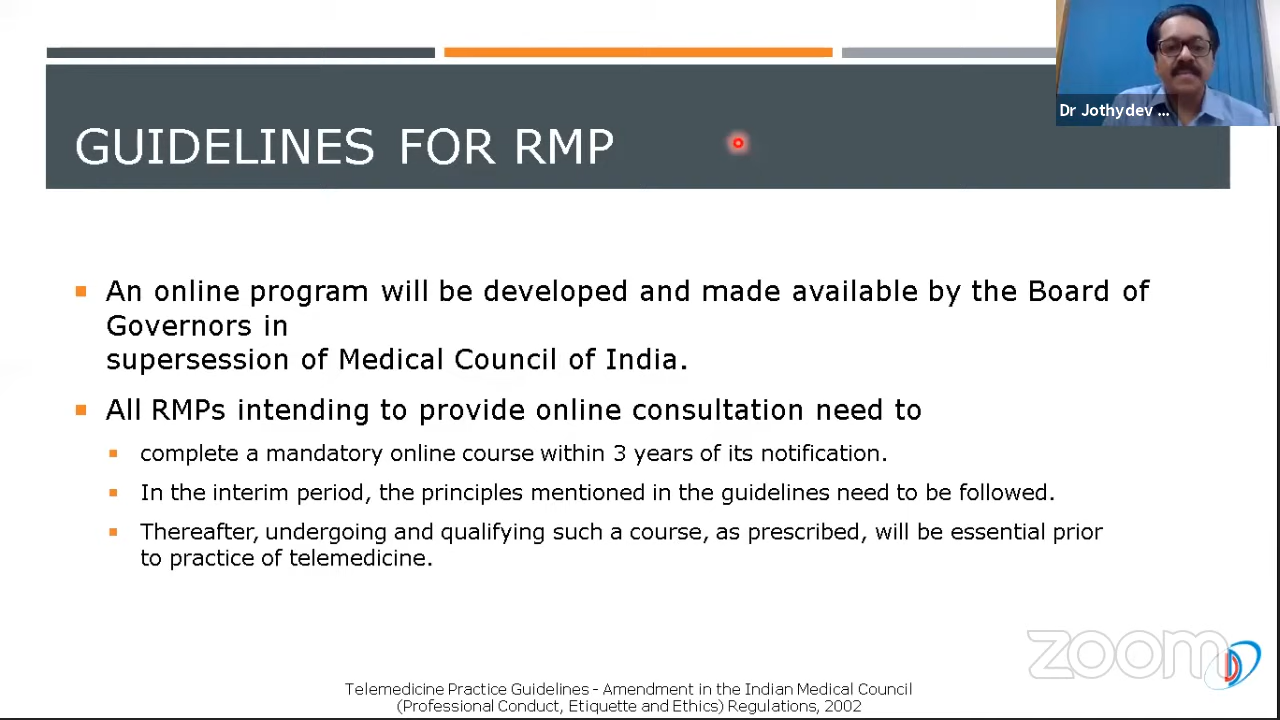 Dr Jothydev ...
GUIDELINES FOR RMP
An online program will be developed and made available by the Board of
Governors in
supersession of Medical Council of India.
All RMPs intending to provide online consultation need to
complete a mandatory online course within 3 years of its notification.
In the interim period, the principles mentioned in the guidelines need to be followed.
Thereafter, undergoing and qualifying such a course, as prescribed, will be essential prior
to practice of telemedicine.
zoom
Telemedicine Practice Guidelines - Amendment in the Indian Medical Council
(Professional Conduct, Etiquette and Ethics) Regulations, 2002